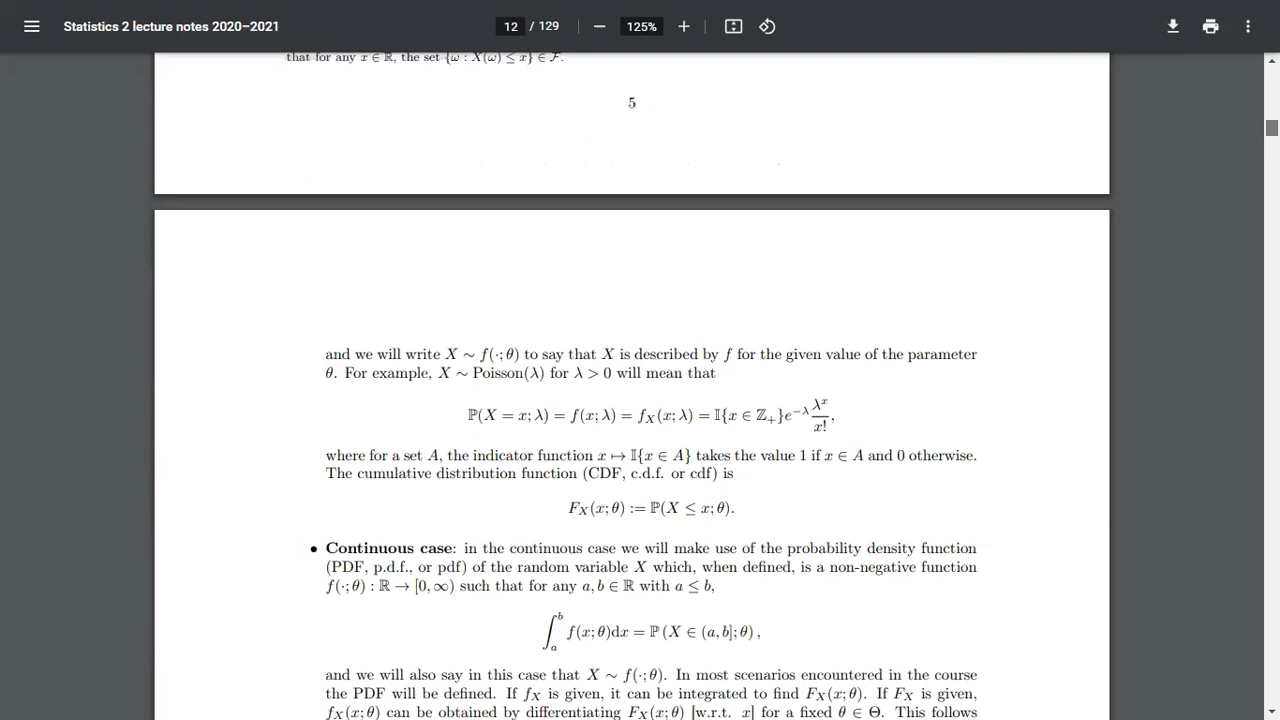 Statistics 2 lecture notes 2020–2021
12 / 129
125%
that for any x ∈ ℝ, the set {ω : X(ω) ≤ x} ∈ ℱ.
5
and we will write X ∼ f(·; θ) to say that X is described by f for the given value of the parameter
θ. For example, X ∼ Poisson(λ) for λ > 0 will mean that
ℙ(X = x; λ) = f(x; λ) = f_X(x; λ) = 𝕀{x ∈ ℤ₊}e^{−λ} λ^x / x!,
where for a set A, the indicator function x ↦ 𝕀{x ∈ A} takes the value 1 if x ∈ A and 0 otherwise.
The cumulative distribution function (CDF, c.d.f. or cdf) is
F_X(x; θ) := ℙ(X ≤ x; θ).
• Continuous case: in the continuous case we will make use of the probability density function
(PDF, p.d.f., or pdf) of the random variable X which, when defined, is a non-negative function
f(·; θ) : ℝ → [0, ∞) such that for any a, b ∈ ℝ with a ≤ b,
∫_a^b f(x; θ)dx = ℙ (X ∈ (a, b]; θ) ,
and we will also say in this case that X ∼ f(·; θ). In most scenarios encountered in the course
the PDF will be defined. If f_X is given, it can be integrated to find F_X(x; θ). If F_X is given,
f_X(x; θ) can be obtained by differentiating F_X(x; θ) [w.r.t. x] for a fixed θ ∈ Θ. This follows